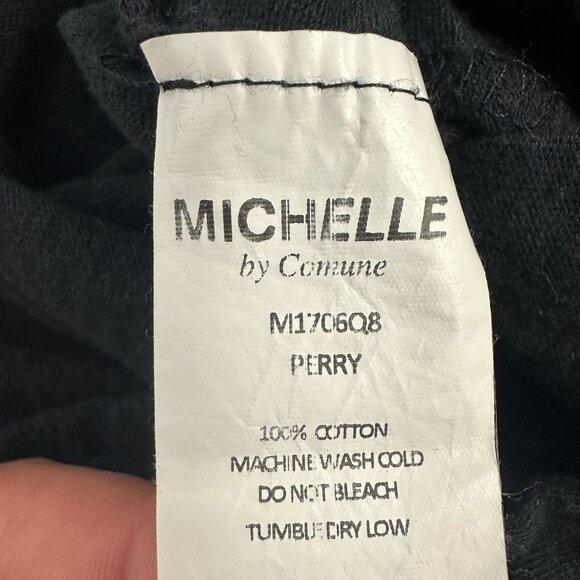 MICHELLE
by Comune
M1706Q8
PERRY
100% COTTON
MACHINE WASH COLD
DO NOT BLEACH
TUMBLE DRY LOW